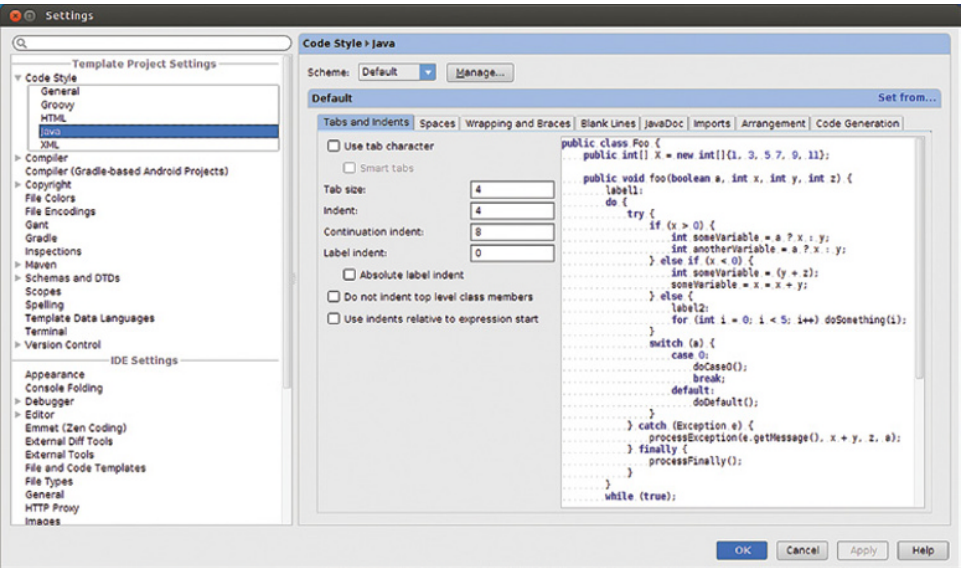 Settings
Template Project Settings
Code Style
General
Groovy
HTML
Java
XML
Compiler
Compiler (Gradle-based Android Projects)
Copyright
File Colors
File Encodings
Gant
Gradle
Inspections
Maven
Schemas and DTDs
Scopes
Spelling
Template Data Languages
Terminal
Version Control
IDE Settings
Appearance
Console Folding
Debugger
Editor
Emmet (Zen Coding)
External Diff Tools
External Tools
File and Code Templates
File Types
General
HTTP Proxy
Images
Code Style › Java
Scheme: Default Manage...
Default Set from...
Tabs and Indents Spaces Wrapping and Braces Blank Lines JavaDoc Imports Arrangement Code Generation
Use tab character
Smart tabs
Tab size: 4
Indent: 4
Continuation indent: 8
Label indent: 0
Absolute label indent
Do not indent top level class members
Use indents relative to expression start
public class Foo {
public int[] X = new int[]{1, 3, 5 7, 9, 11};
public void foo(boolean a, int x, int y, int z) {
label1:
do {
try {
if (x > 0) {
int someVariable = a ? x : y;
int anotherVariable = a ? x : y;
} else if (x < 0) {
int someVariable = (y + z);
someVariable = x = x + y;
} else {
label2:
for (int i = 0; i < 5; i++) doSomething(i);
}
switch (a) {
case 0:
doCase0();
break;
default:
doDefault();
}
} catch (Exception e) {
processException(e.getMessage(), x + y, z, a);
} finally {
processFinally();
}
}
while (true);
OK Cancel Apply Help